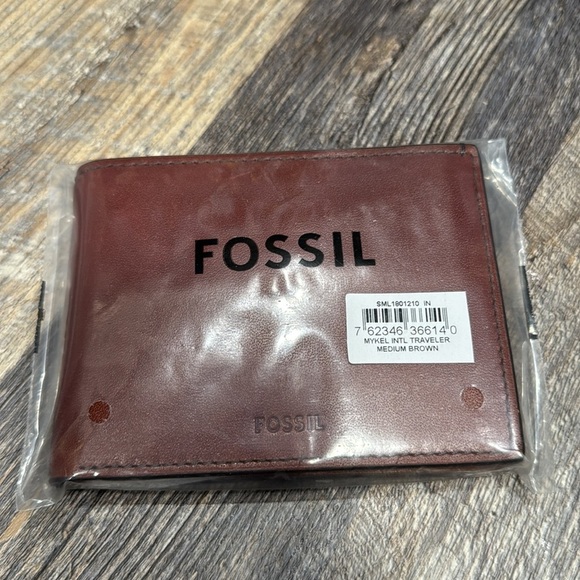 FOSSIL
SML1801210 IN
7 62346 36614 0
MYKEL INTL TRAVELER
MEDIUM BROWN
FOSSIL